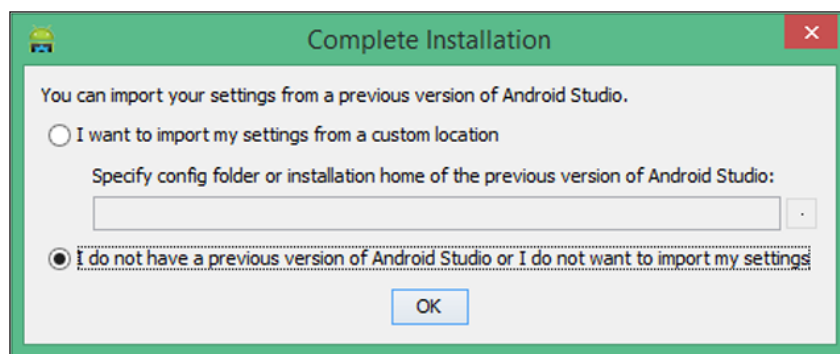 Complete Installation
You can import your settings from a previous version of Android Studio.
I want to import my settings from a custom location
Specify config folder or installation home of the previous version of Android Studio:
.
I do not have a previous version of Android Studio or I do not want to import my settings
OK